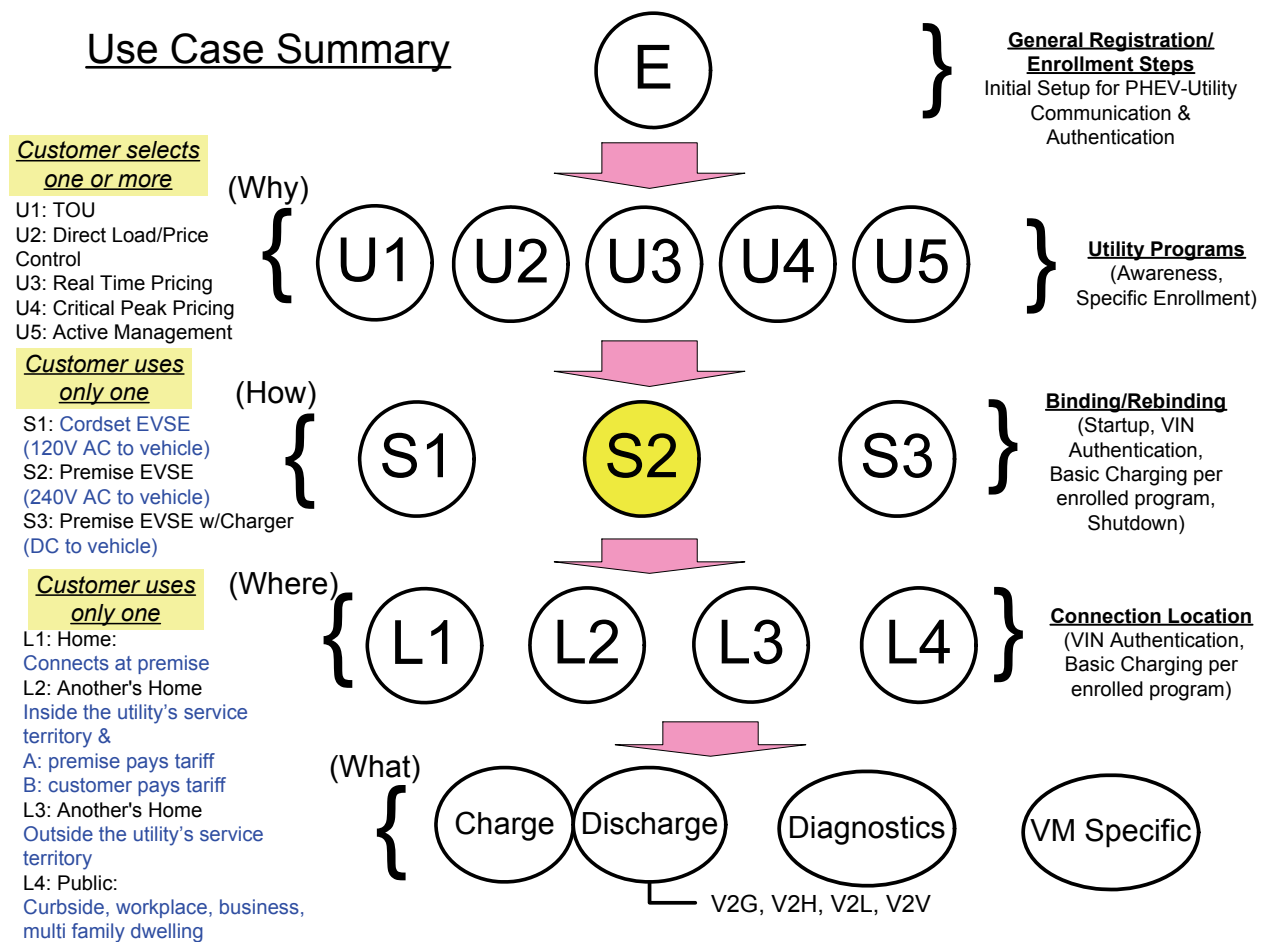 Use Case Summary
E
General Registration/
Enrollment Steps
Initial Setup for PHEV-Utility
Communication &
Authentication
Customer selects
one or more
(Why)
U1: TOU
U2: Direct Load/Price
Control
U3: Real Time Pricing
U4: Critical Peak Pricing
U5: Active Management
U1
U2
U3
U4
U5
Utility Programs
(Awareness,
Specific Enrollment)
Customer uses
only one
(How)
S1: Cordset EVSE
(120V AC to vehicle)
S2: Premise EVSE
(240V AC to vehicle)
S3: Premise EVSE w/Charger
(DC to vehicle)
S1
S2
S3
Binding/Rebinding
(Startup, VIN
Authentication,
Basic Charging per
enrolled program,
Shutdown)
Customer uses
only one
(Where)
L1: Home:
Connects at premise
L2: Another's Home
Inside the utility’s service
territory &
A: premise pays tariff
B: customer pays tariff
L3: Another's Home
Outside the utility’s service
territory
L4: Public:
Curbside, workplace, business,
multi family dwelling
L1
L2
L3
L4
Connection Location
(VIN Authentication,
Basic Charging per
enrolled program)
(What)
Charge
Discharge
Diagnostics
VM Specific
V2G, V2H, V2L, V2V